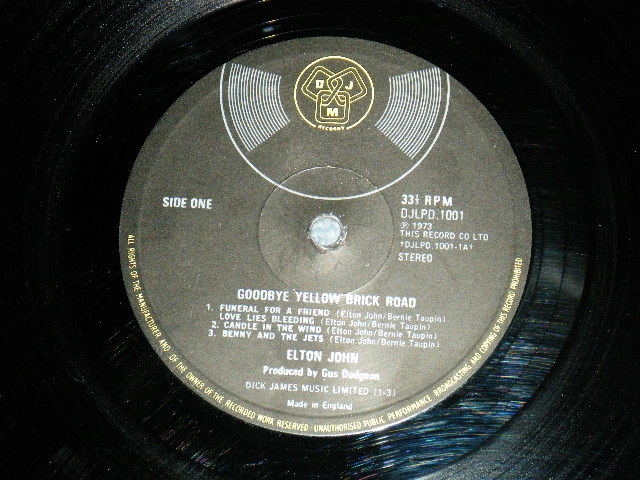 D J
M
RECORDS
SIDE ONE
33⅓ RPM
DJLPD.1001
℗ 1973
THIS RECORD CO LTD
†DJLPD.1001-1A†
STEREO
GOODBYE YELLOW BRICK ROAD
1. FUNERAL FOR A FRIEND (Elton John/Bernie Taupin)
LOVE LIES BLEEDING (Elton John/Bernie Taupin)
2. CANDLE IN THE WIND (Elton John/Bernie Taupin)
3. BENNY AND THE JETS (Elton John/Bernie Taupin)
ELTON JOHN
Produced by Gus Dudgeon
DICK JAMES MUSIC LIMITED (1-3)
Made in England
ALL RIGHTS OF THE MANUFACTURER AND OF THE OWNER OF THE RECORDED WORK RESERVED · UNAUTHORISED PUBLIC PERFORMANCE BROADCASTING AND COPYING OF THIS RECORD PROHIBITED